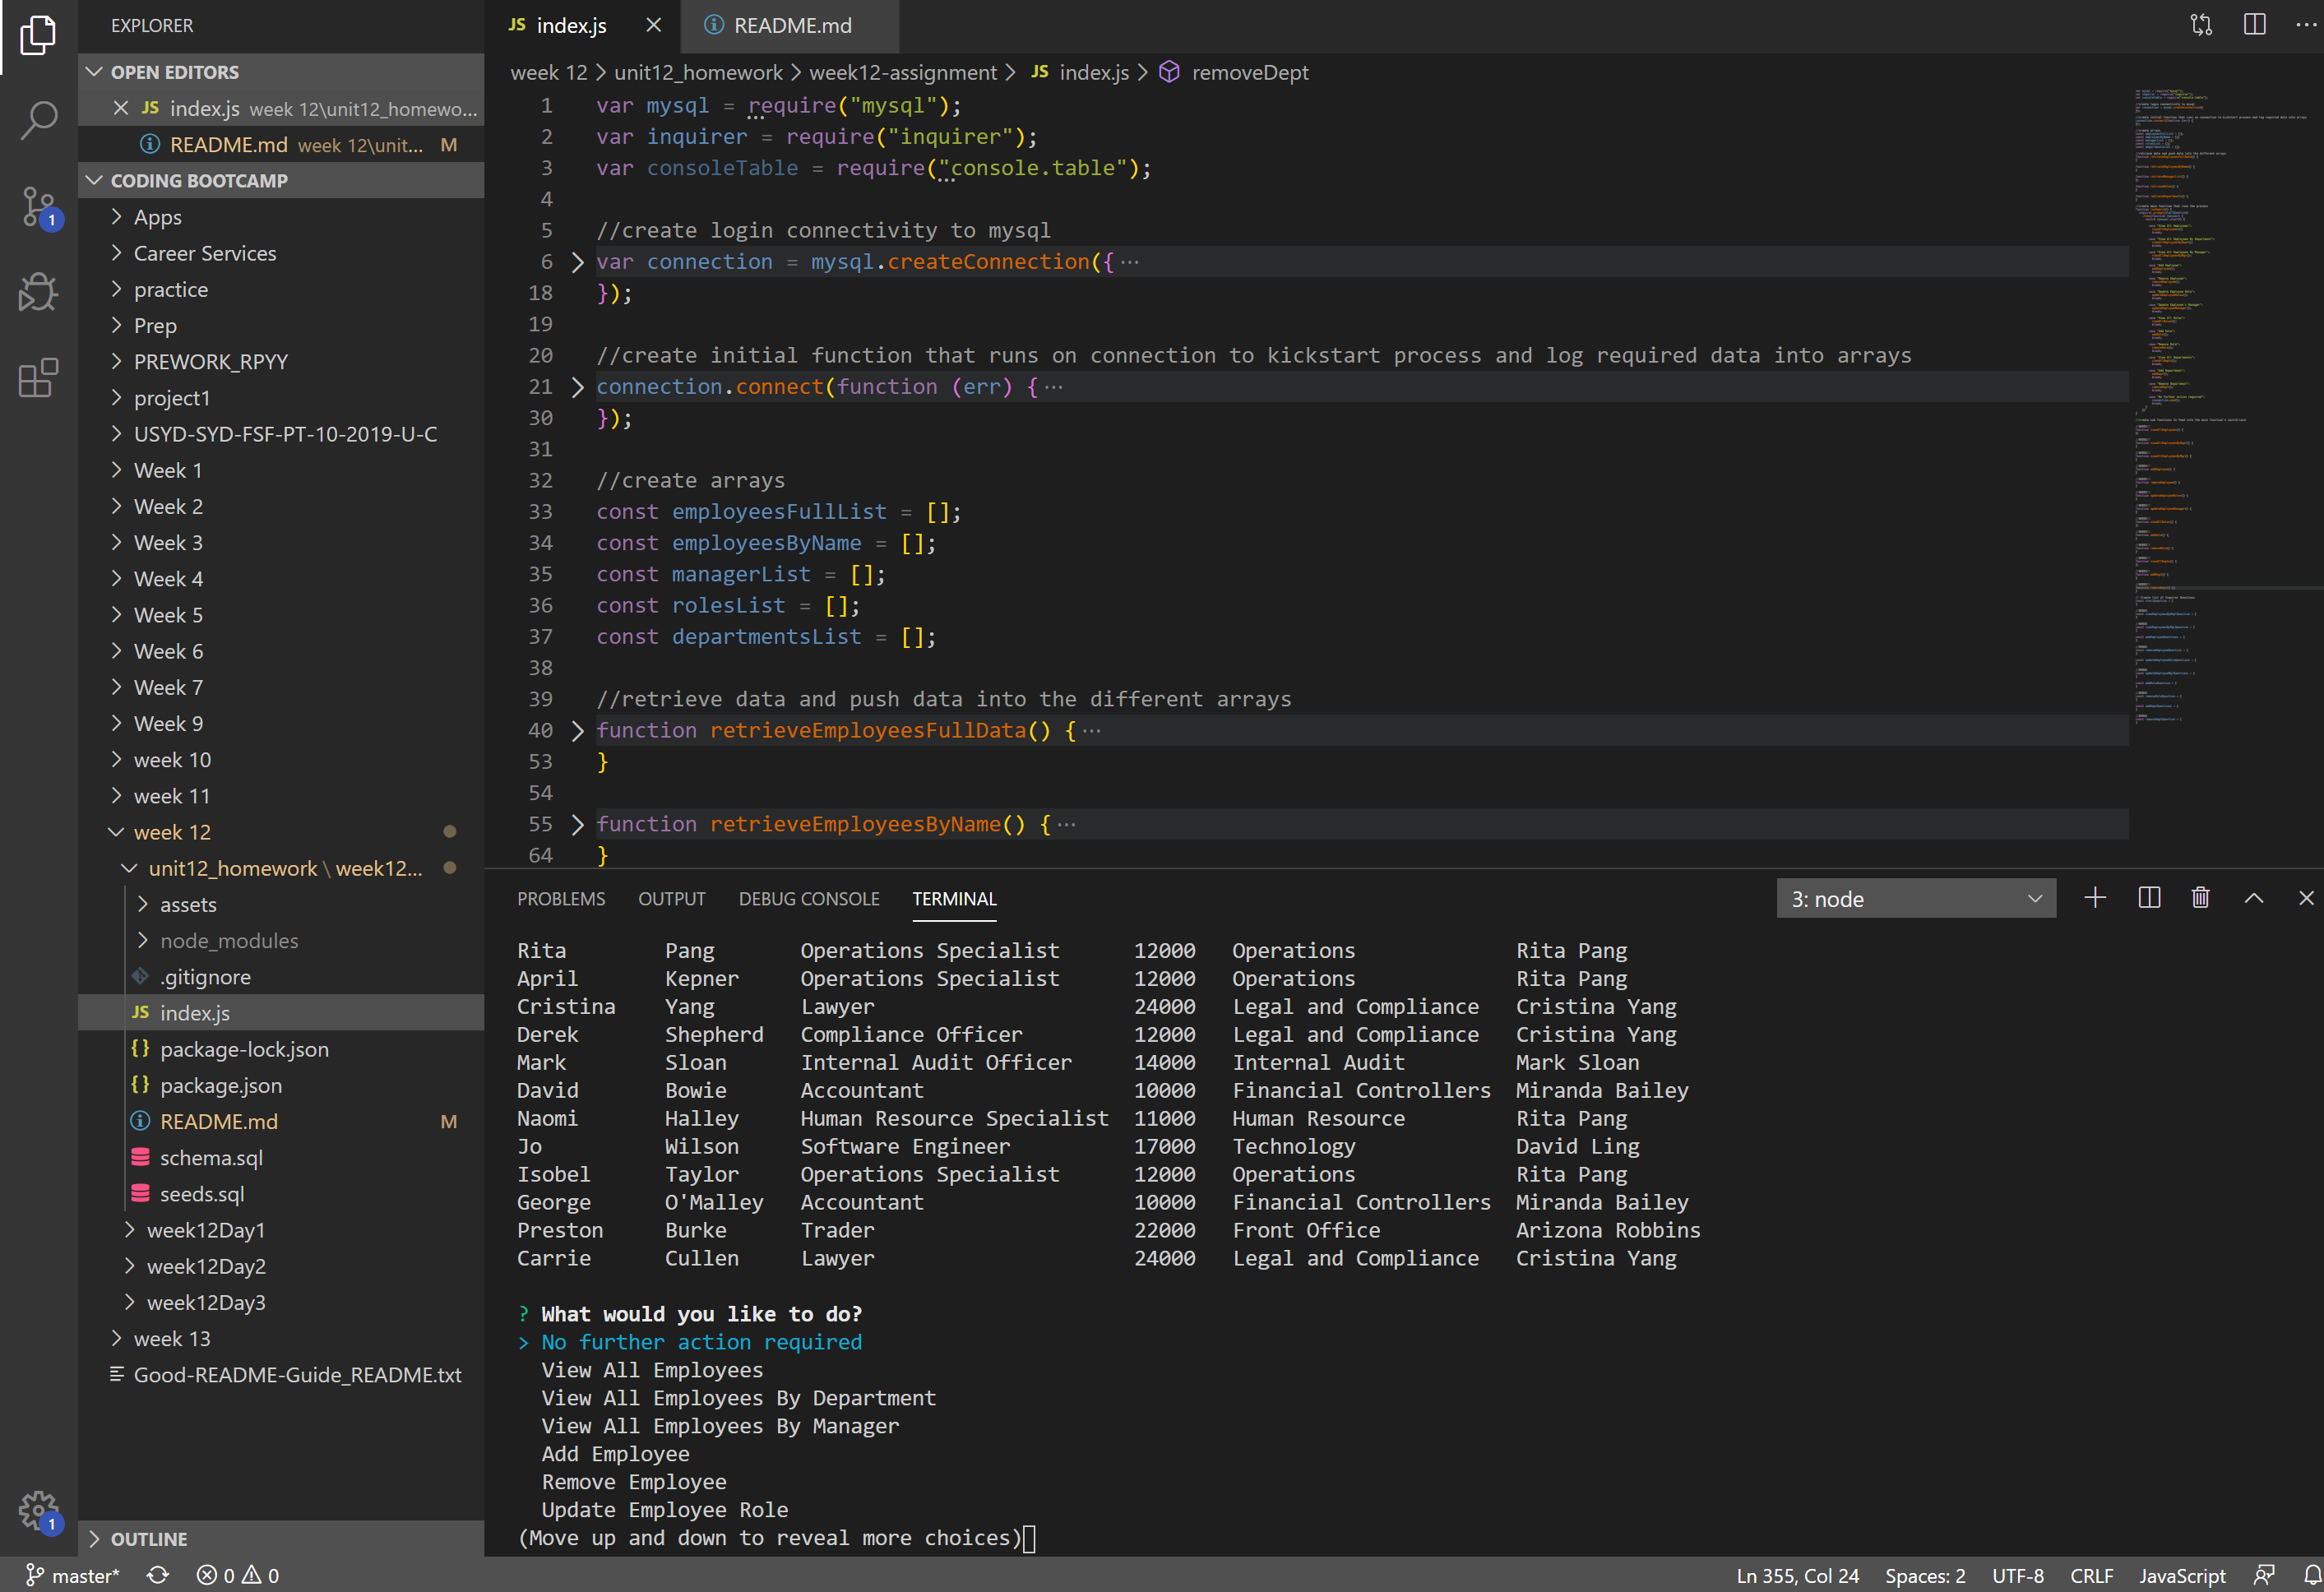 EXPLORER
OPEN EDITORS
JS index.js week 12\unit12_homewo...
README.md week 12\unit... M
CODING BOOTCAMP
Apps
Career Services
practice
Prep
PREWORK_RPYY
project1
USYD-SYD-FSF-PT-10-2019-U-C
Week 1
Week 2
Week 3
Week 4
Week 5
Week 6
Week 7
Week 9
week 10
week 11
week 12
unit12_homework \ week12...
assets
node_modules
.gitignore
JS index.js
{} package-lock.json
{} package.json
README.md M
schema.sql
seeds.sql
week12Day1
week12Day2
week12Day3
week 13
Good-README-Guide_README.txt
OUTLINE
1
1
JS index.js
README.md
week 12 > unit12_homework > week12-assignment > JS index.js > removeDept
1 var mysql = require("mysql");
2 var inquirer = require("inquirer");
3 var consoleTable = require("console.table");
4
5 //create login connectivity to mysql
6 var connection = mysql.createConnection({ ...
18 });
19
20 //create initial function that runs on connection to kickstart process and log required data into arrays
21 connection.connect(function (err) { ...
30 });
31
32 //create arrays
33 const employeesFullList = [];
34 const employeesByName = [];
35 const managerList = [];
36 const rolesList = [];
37 const departmentsList = [];
38
39 //retrieve data and push data into the different arrays
40 function retrieveEmployeesFullData() { ...
53 }
54
55 function retrieveEmployeesByName() { ...
64 }
PROBLEMS OUTPUT DEBUG CONSOLE TERMINAL 3: node
Rita Pang Operations Specialist 12000 Operations Rita Pang
April Kepner Operations Specialist 12000 Operations Rita Pang
Cristina Yang Lawyer 24000 Legal and Compliance Cristina Yang
Derek Shepherd Compliance Officer 12000 Legal and Compliance Cristina Yang
Mark Sloan Internal Audit Officer 14000 Internal Audit Mark Sloan
David Bowie Accountant 10000 Financial Controllers Miranda Bailey
Naomi Halley Human Resource Specialist 11000 Human Resource Rita Pang
Jo Wilson Software Engineer 17000 Technology David Ling
Isobel Taylor Operations Specialist 12000 Operations Rita Pang
George O'Malley Accountant 10000 Financial Controllers Miranda Bailey
Preston Burke Trader 22000 Front Office Arizona Robbins
Carrie Cullen Lawyer 24000 Legal and Compliance Cristina Yang
? What would you like to do?
> No further action required
View All Employees
View All Employees By Department
View All Employees By Manager
Add Employee
Remove Employee
Update Employee Role
(Move up and down to reveal more choices)
master* 0 0 Ln 355, Col 24 Spaces: 2 UTF-8 CRLF JavaScript